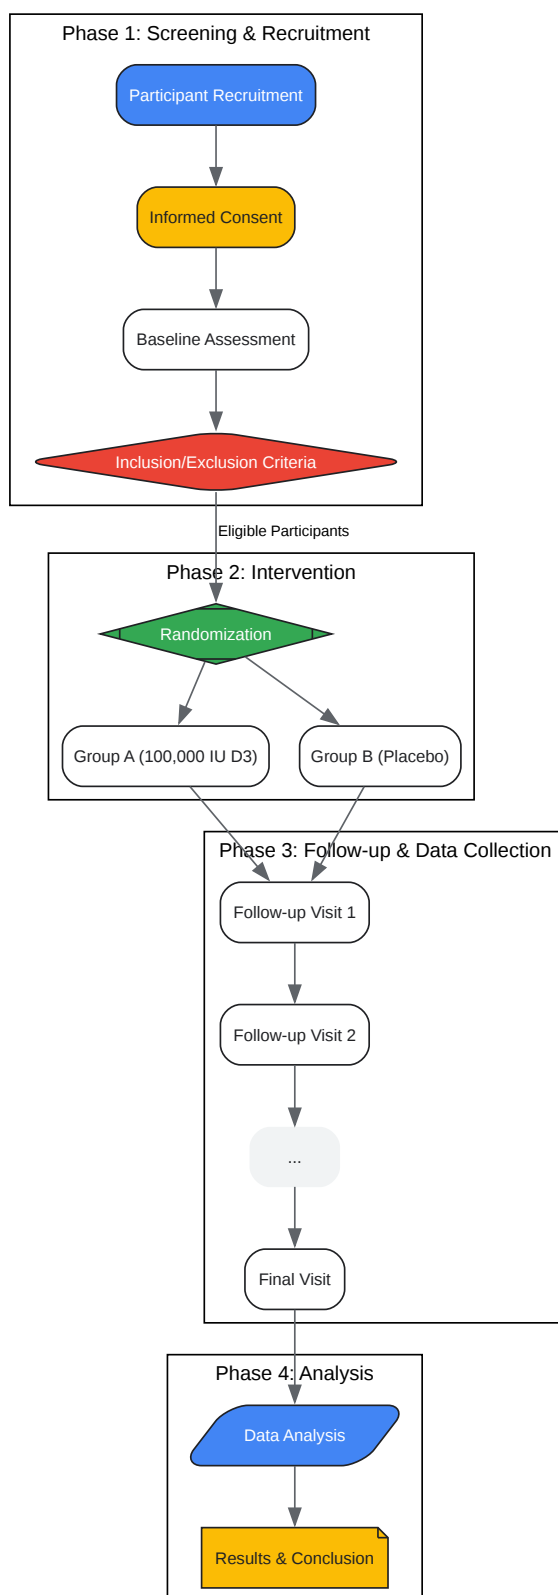 Phase 1: Screening & Recruitment
Participant Recruitment
Informed Consent
Baseline Assessment
Inclusion/Exclusion Criteria
Eligible Participants
Phase 2: Intervention
Randomization
Group A (100,000 IU D3)
Group B (Placebo)
Phase 3: Follow-up & Data Collection
Follow-up Visit 1
Follow-up Visit 2
...
Final Visit
Phase 4: Analysis
Data Analysis
Results & Conclusion